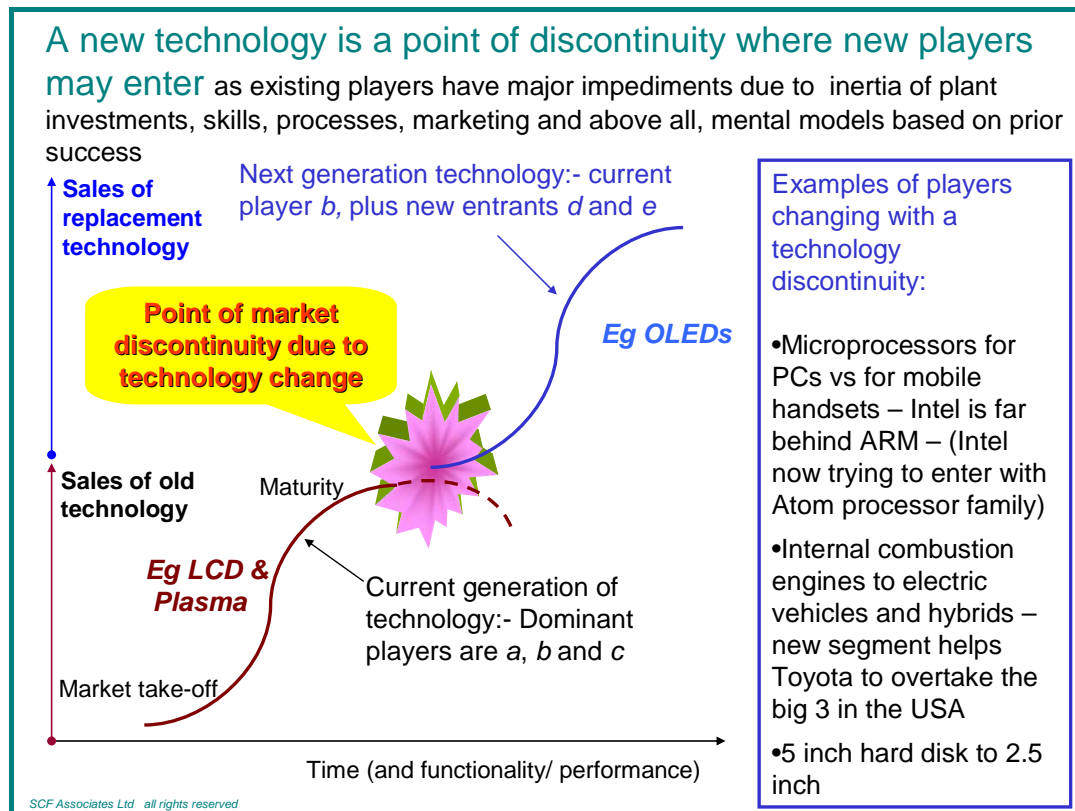 A new technology is a point of discontinuity where new players
may enter as existing players have major impediments due to inertia of plant
investments, skills, processes, marketing and above all, mental models based on prior
success
Sales of
replacement
technology
Next generation technology:- current
player b, plus new entrants d and e
Point of market
discontinuity due to
technology change
Eg OLEDs
Sales of old
technology
Maturity
Eg LCD &
Plasma
Current generation of
technology:- Dominant
players are a, b and c
Market take-off
Time (and functionality/ performance)
Examples of players
changing with a
technology
discontinuity:
•Microprocessors for
PCs vs for mobile
handsets – Intel is far
behind ARM – (Intel
now trying to enter with
Atom processor family)
•Internal combustion
engines to electric
vehicles and hybrids –
new segment helps
Toyota to overtake the
big 3 in the USA
•5 inch hard disk to 2.5
inch
SCF Associates Ltd all rights reserved